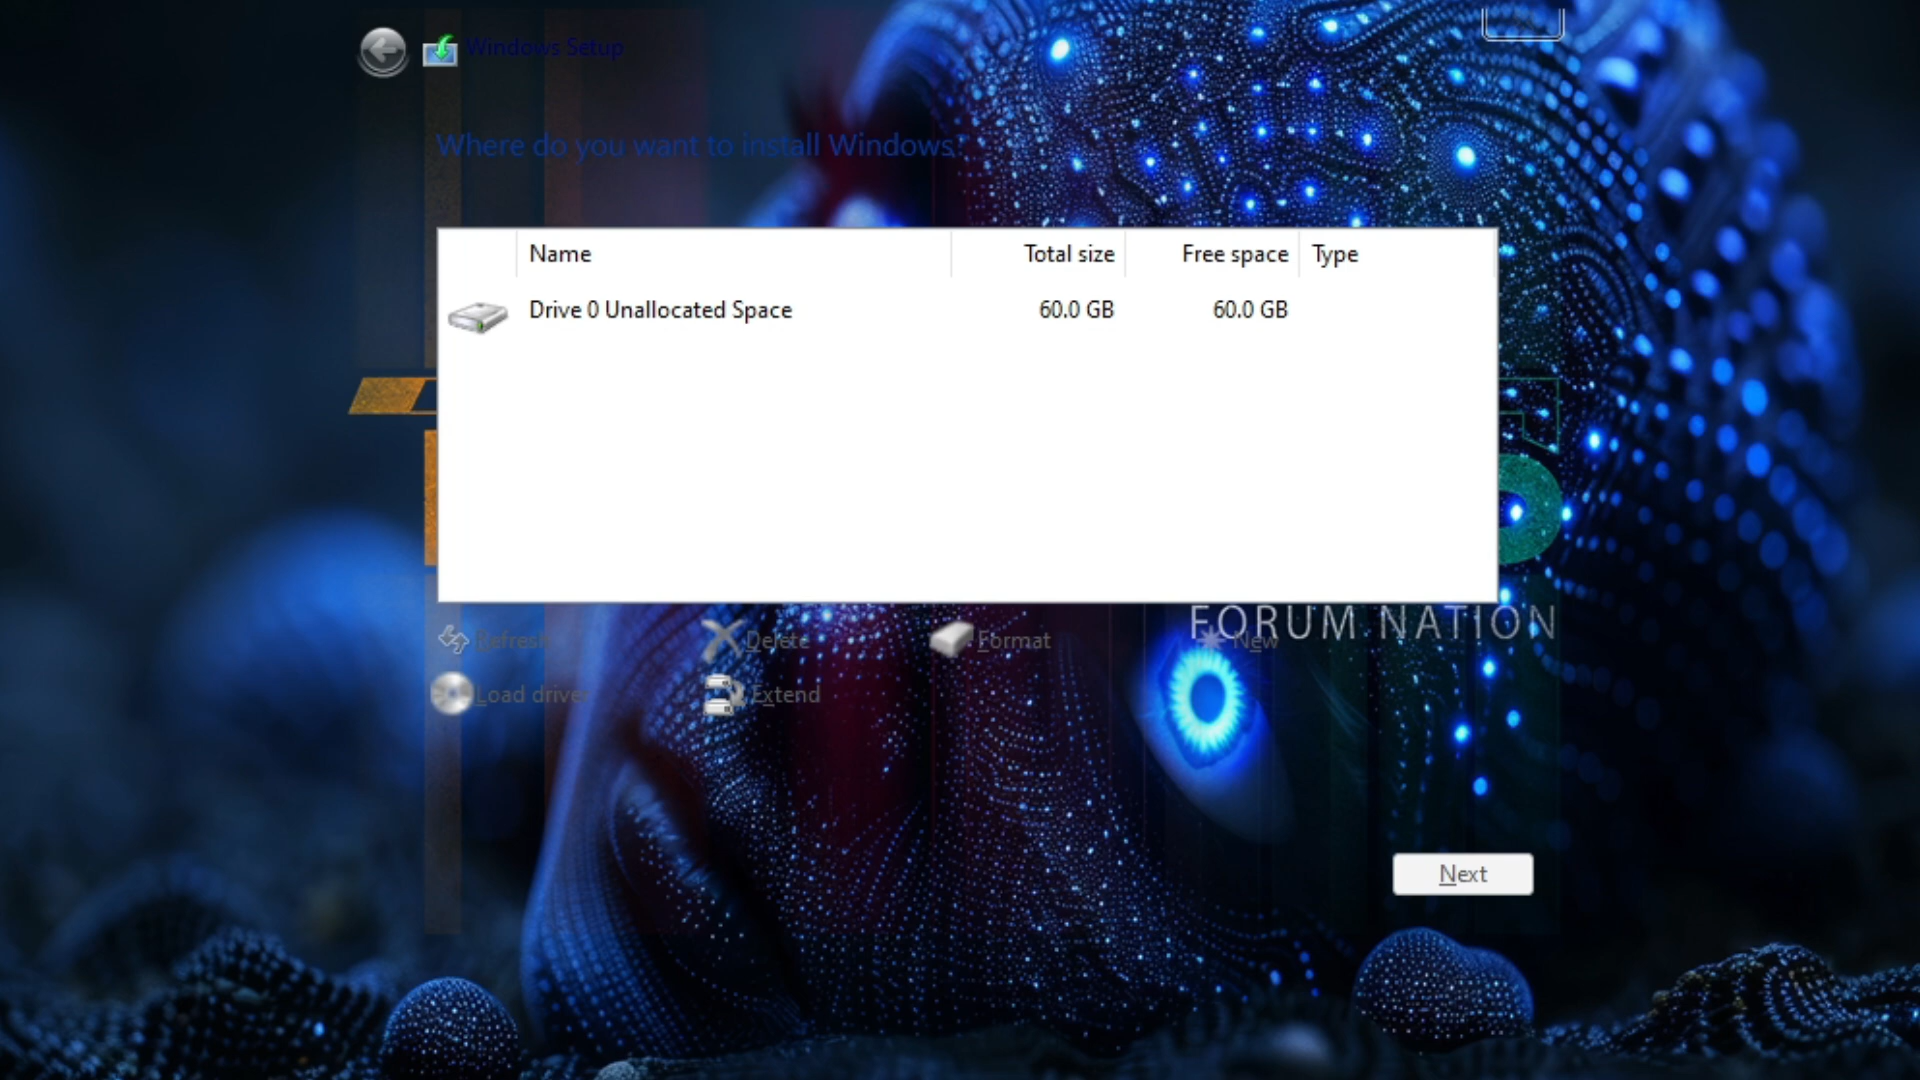 Windows Setup
Where do you want to install Windows?
Name Total size Free space Type
Drive 0 Unallocated Space 60.0 GB 60.0 GB
FORUM NATION
Refresh Delete Format New
Load driver Extend
Next